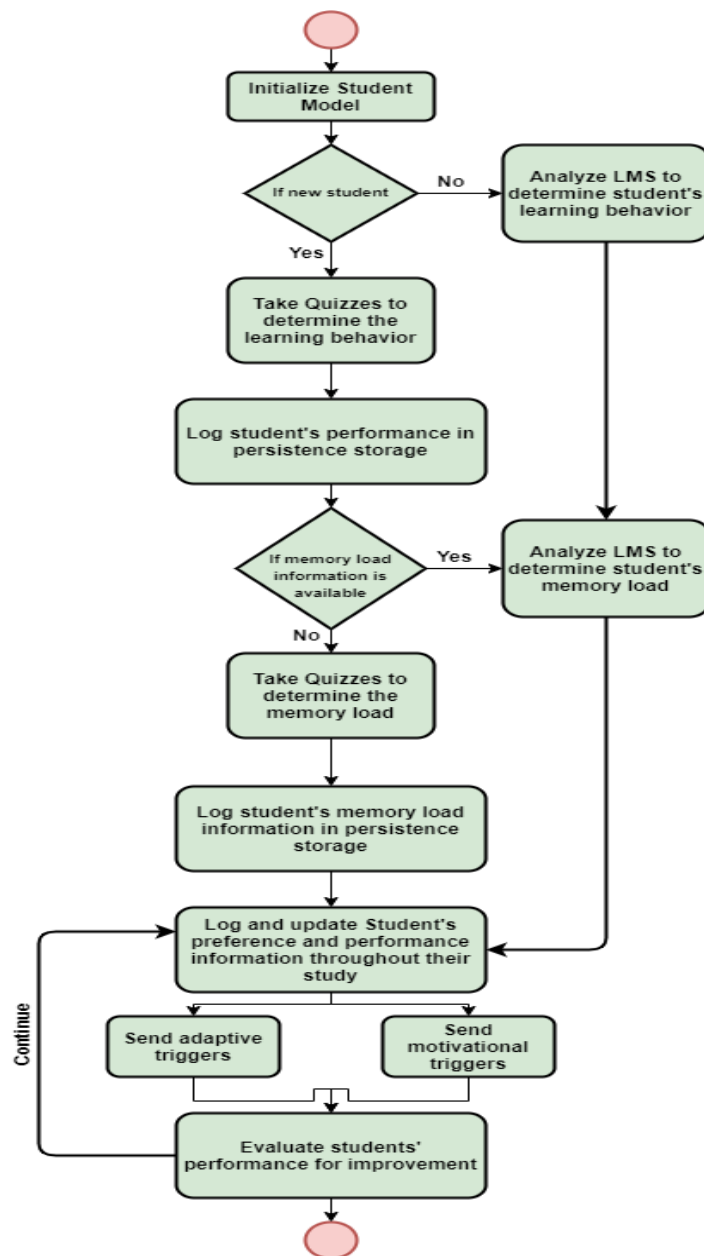 Initialize Student
Model
If new student
No
Analyze LMS to
determine student's
learning behavior
Yes
Take Quizzes to
determine the
learning behavior
Log student's performance in
persistence storage
If memory load
information is
available
Yes
Analyze LMS to
determine student's
memory load
No
Take Quizzes to
determine the
memory load
Log student's memory load
information in persistence
storage
Log and update Student's
preference and performance
information throughout their
study
Continue
Send adaptive
triggers
Send
motivational
triggers
Evaluate students'
performance for improvement